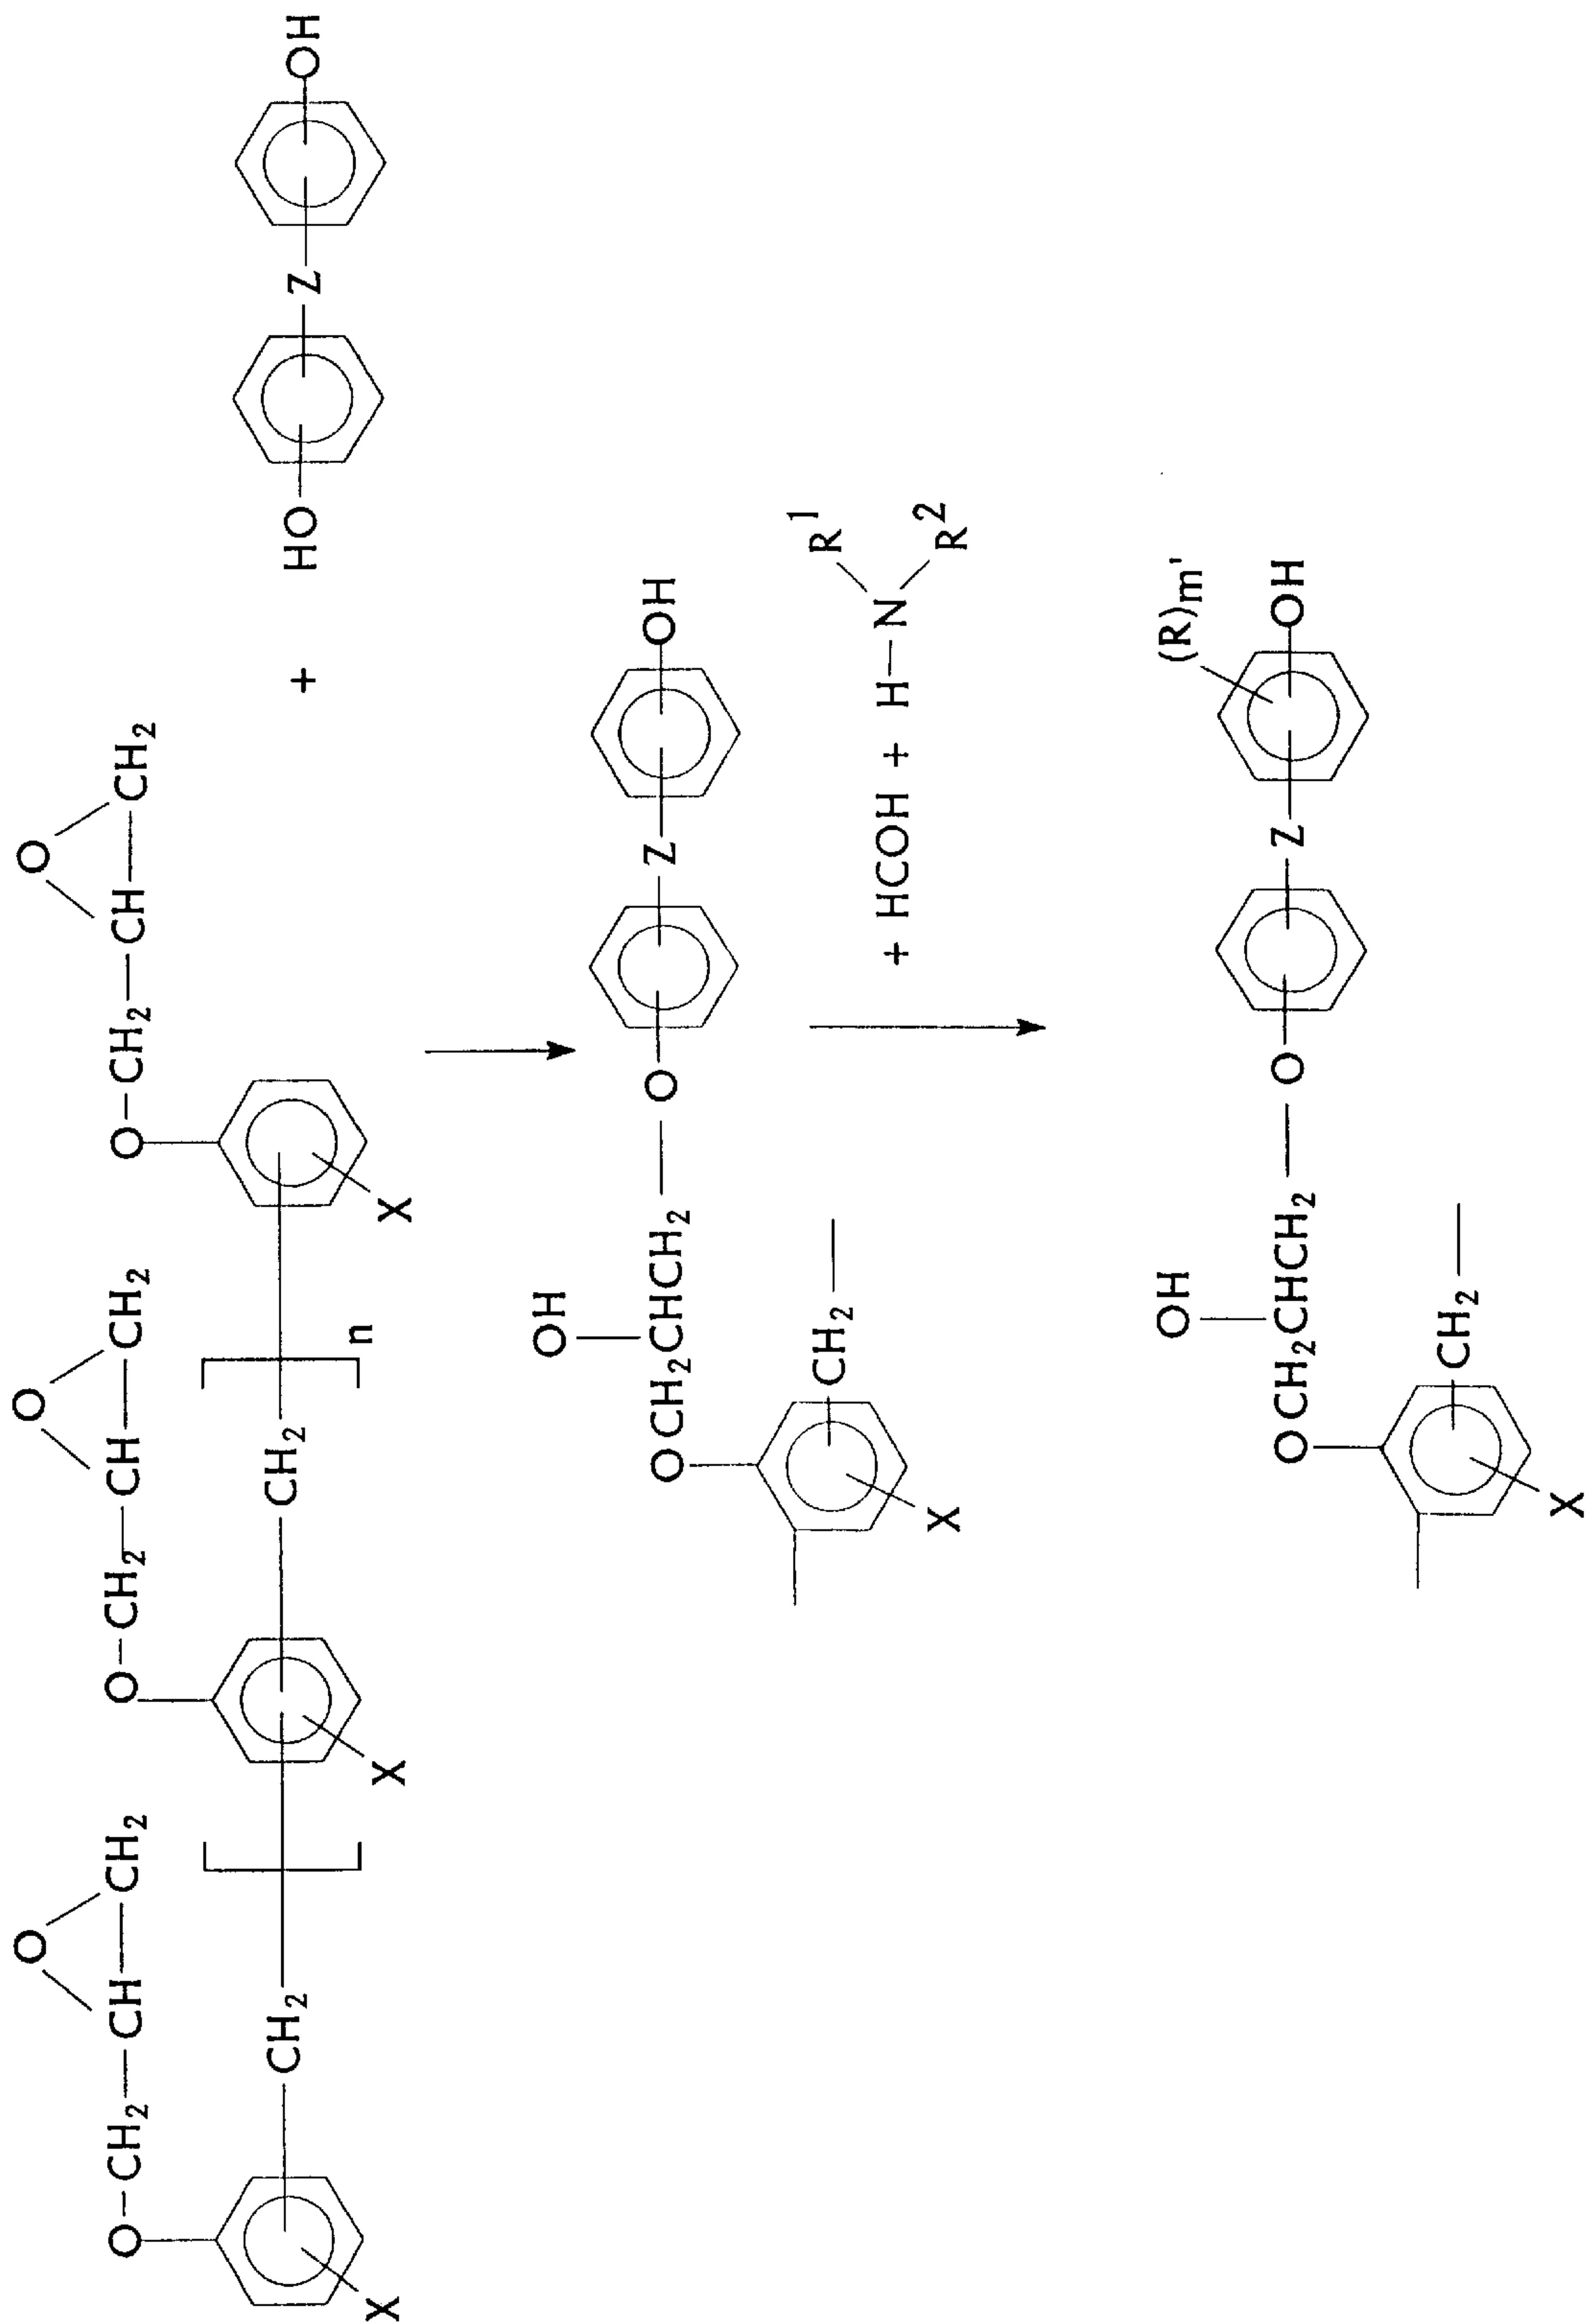 O O O
O—CH2—CH—CH2 O—CH2—CH—CH2 O—CH2—CH—CH2
X CH2 [ X CH2 ]n X + HO Z OH
OH
OCH2CHCH2 — O Z OH
X CH2 —
+ HCOH + H—N R1 R2
OH (R)m'
OCH2CHCH2 — O Z OH
X CH2 —